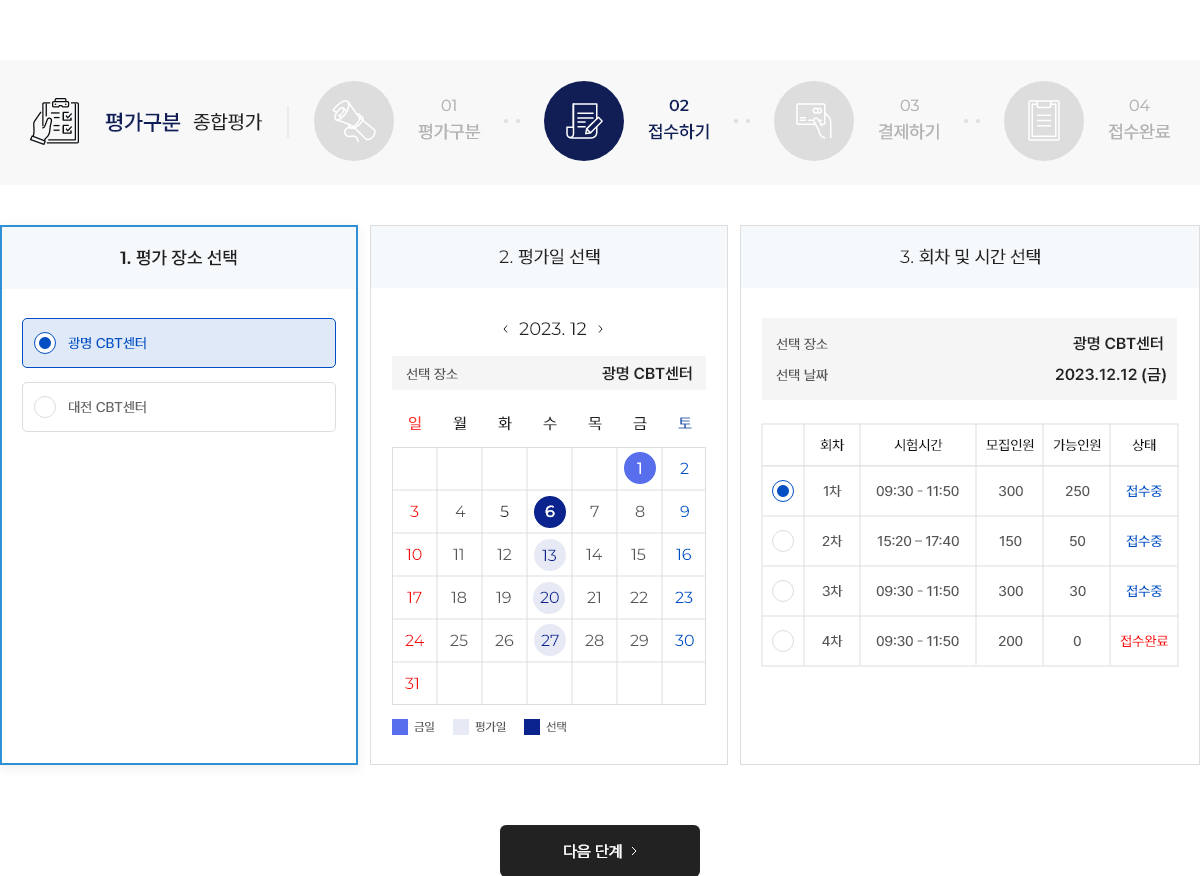 평가구분 종합평가
01
평가구분
02
접수하기
03
결제하기
04
접수완료
1. 평가 장소 선택
광명 CBT센터
대전 CBT센터
2. 평가일 선택
‹ 2023. 12 ›
선택 장소 광명 CBT센터
일 월 화 수 목 금 토
1 2
3 4 5 6 7 8 9
10 11 12 13 14 15 16
17 18 19 20 21 22 23
24 25 26 27 28 29 30
31
금일 평가일 선택
3. 회차 및 시간 선택
선택 장소 광명 CBT센터
선택 날짜 2023.12.12 (금)
회차 시험시간 모집인원 가능인원 상태
1차 09:30 - 11:50 300 250 접수중
2차 15:20 – 17:40 150 50 접수중
3차 09:30 - 11:50 300 30 접수중
4차 09:30 - 11:50 200 0 접수완료
다음 단계 ›